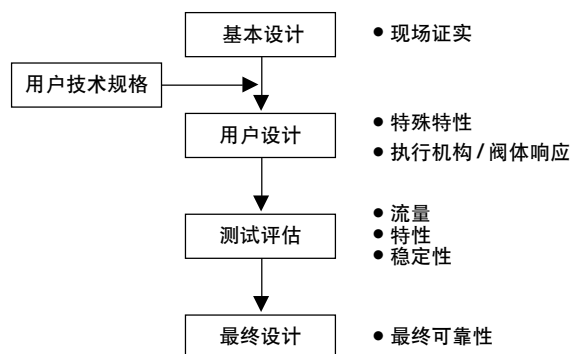 基本设计
● 现场证实
用户技术规格
用户设计
● 特殊特性
● 执行机构 / 阀体响应
测试评估
● 流量
● 特性
● 稳定性
最终设计
● 最终可靠性